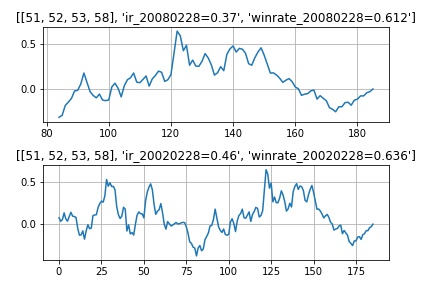 [[51, 52, 53, 58], 'ir_20080228=0.37', 'winrate_20080228=0.612']
0.5
0.0
80 100 120 140 160 180
[[51, 52, 53, 58], 'ir_20020228=0.46', 'winrate_20020228=0.636']
0.5
0.0
0 25 50 75 100 125 150 175